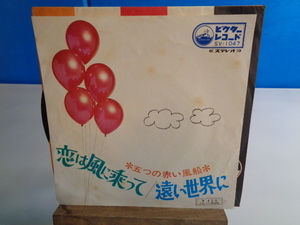 ビクター
レコード
SV-1047
ステレオ
*五つの赤い風船*
恋は風に乗って/遠い世界に